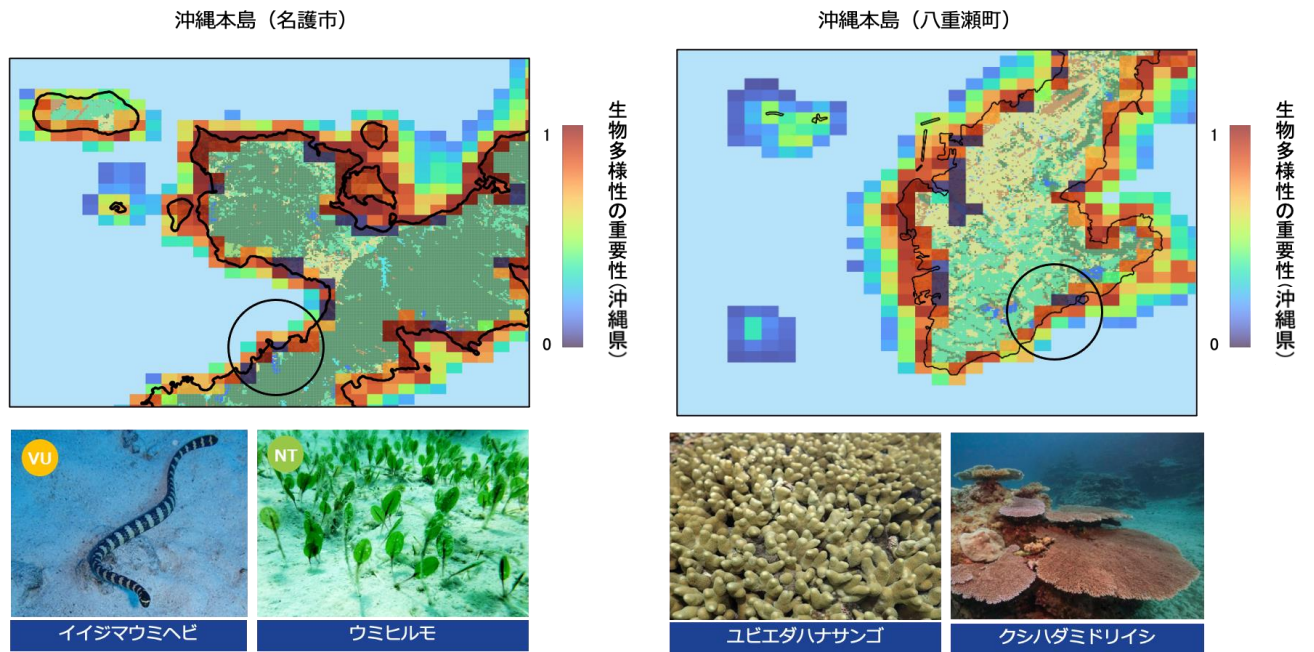 沖縄本島（名護市）
1
0
生物多様性の重要性（沖縄県）
VU
イイジマウミヘビ
NT
ウミヒルモ
沖縄本島（八重瀬町）
1
0
生物多様性の重要性（沖縄県）
ユビエダハナサンゴ
クシハダミドリイシ